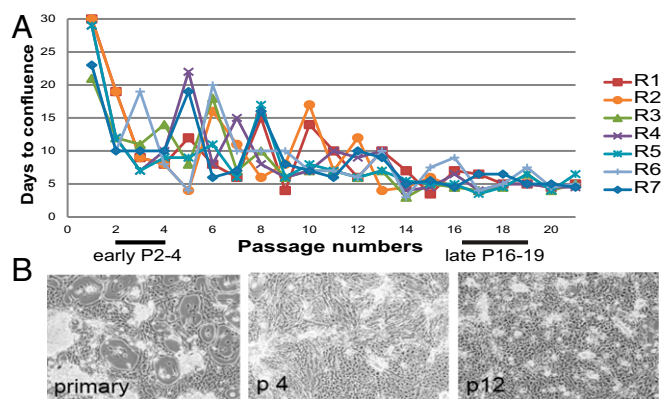 A
Days to confluence
30
25
20
15
10
5
0
0 2 4 6 8 10 12 14 16 18 20
Passage numbers
early P2-4
late P16-19
R1
R2
R3
R4
R5
R6
R7
B
primary
p 4
p12